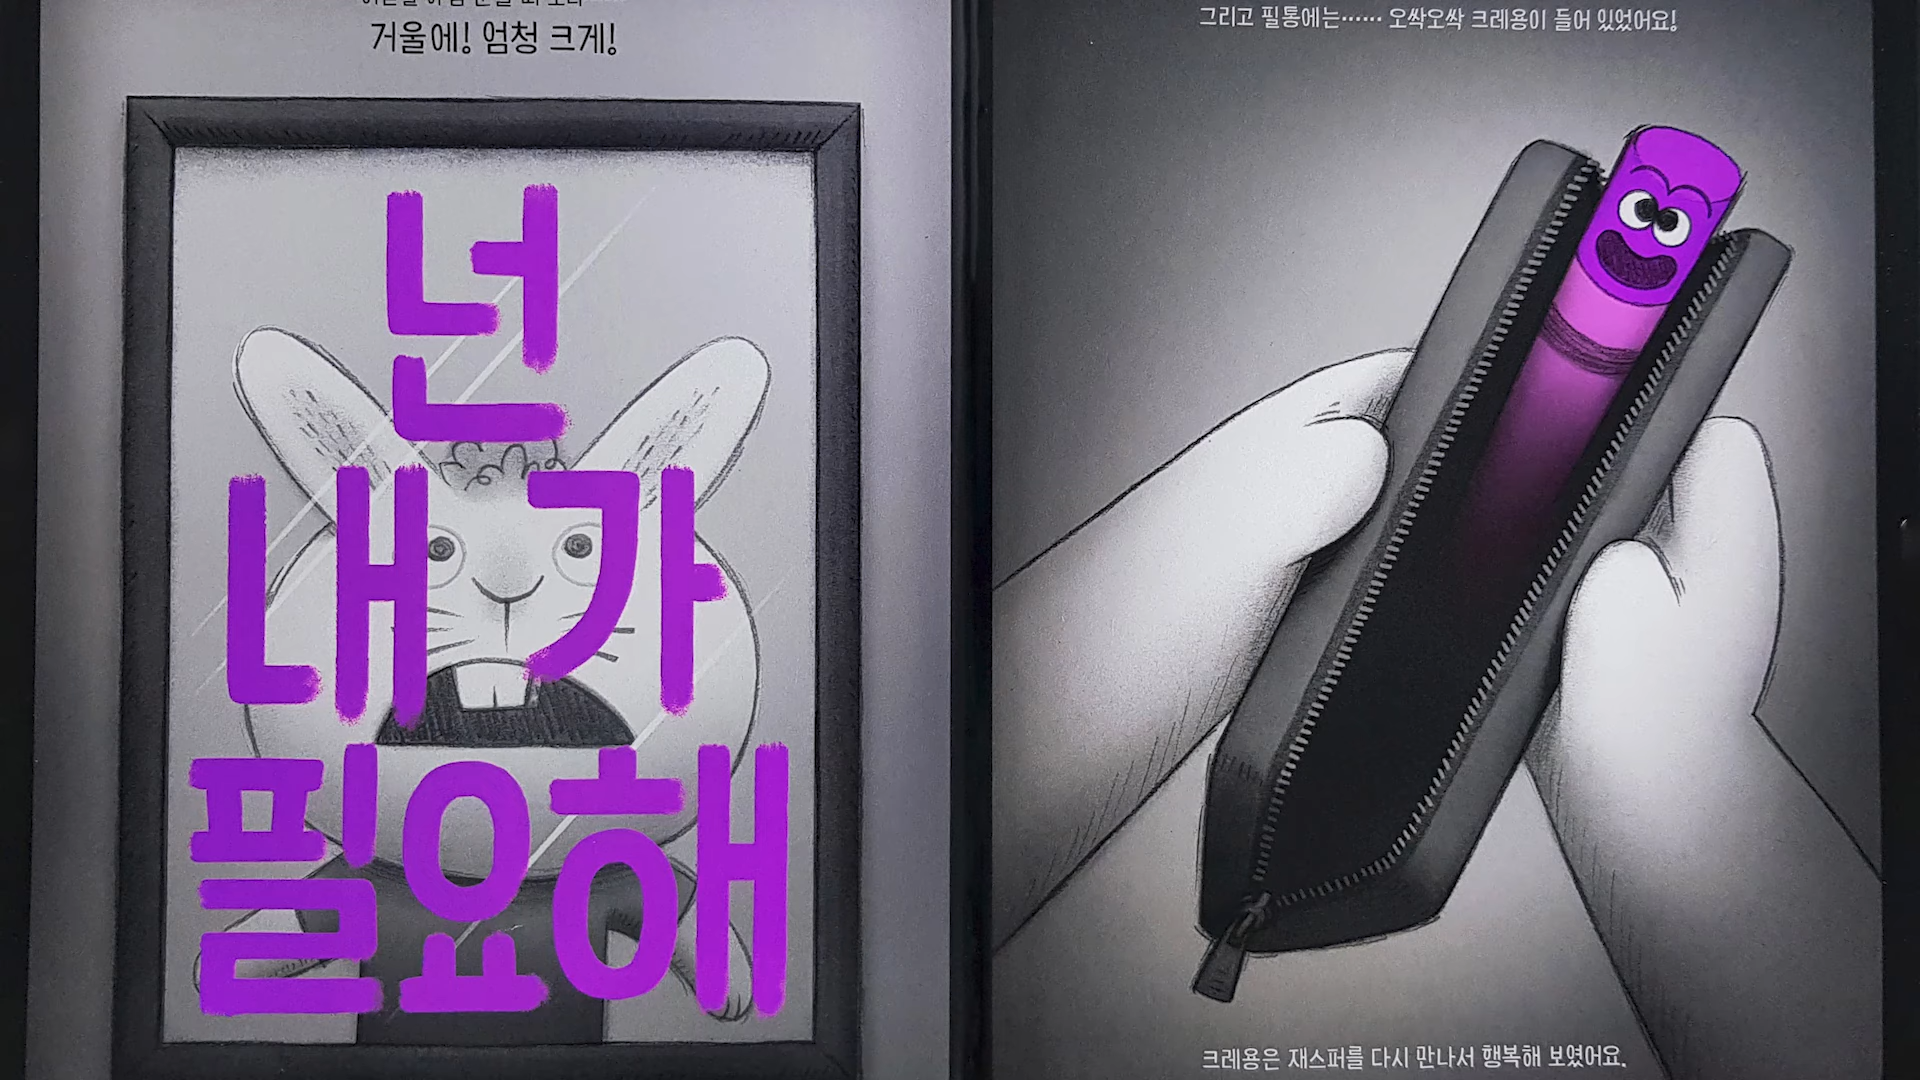 거울에! 엄청 크게!
넌
내가
필요해
그리고 필통에는…… 오싹오싹 크레용이 들어 있었어요!
크레용은 재스퍼를 다시 만나서 행복해 보였어요.